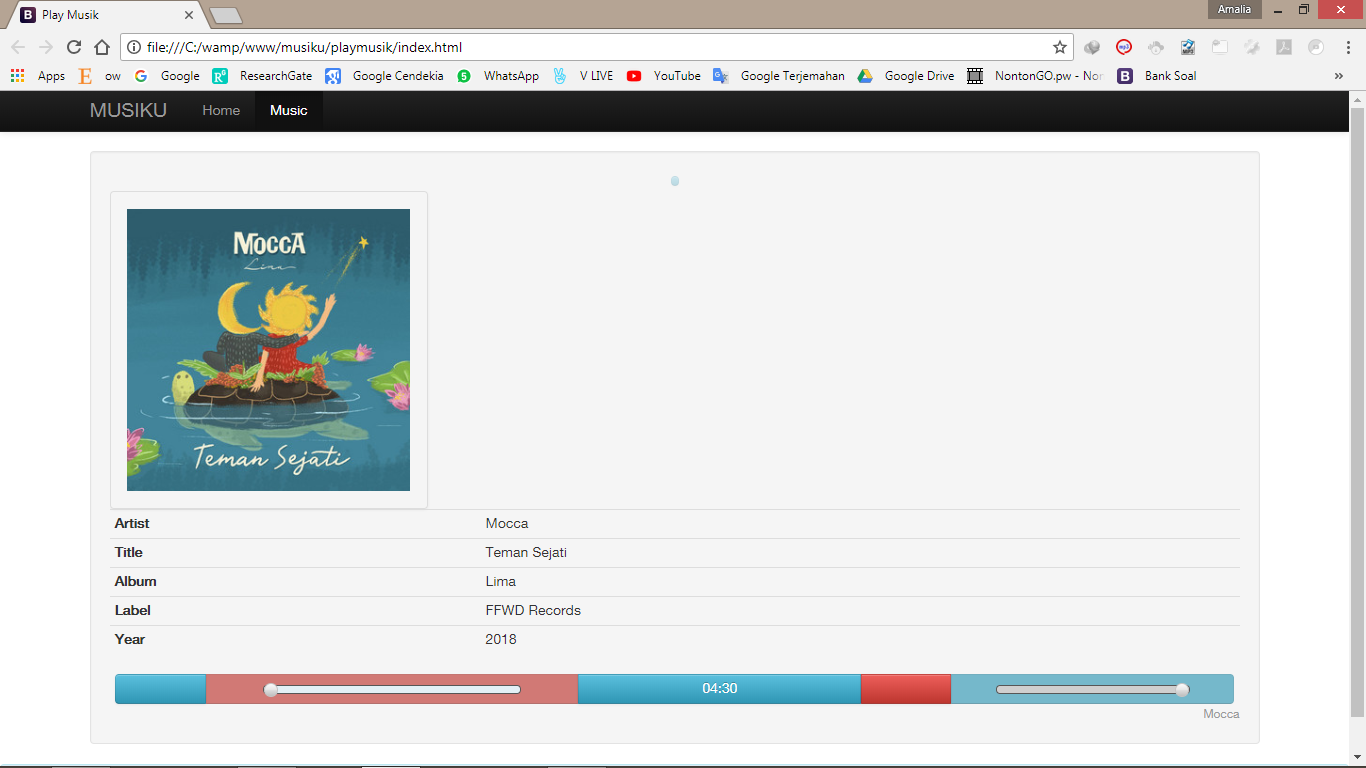 Play Musik
Amalia
file:///C:/wamp/www/musiku/playmusik/index.html
Apps ow Google ResearchGate Google Cendekia WhatsApp V LIVE YouTube Google Terjemahan Google Drive NontonGO.pw - Non Bank Soal »
MUSIKU Home Music
MOCCA
Lima
Teman Sejati
Artist Mocca
Title Teman Sejati
Album Lima
Label FFWD Records
Year 2018
04:30
Mocca